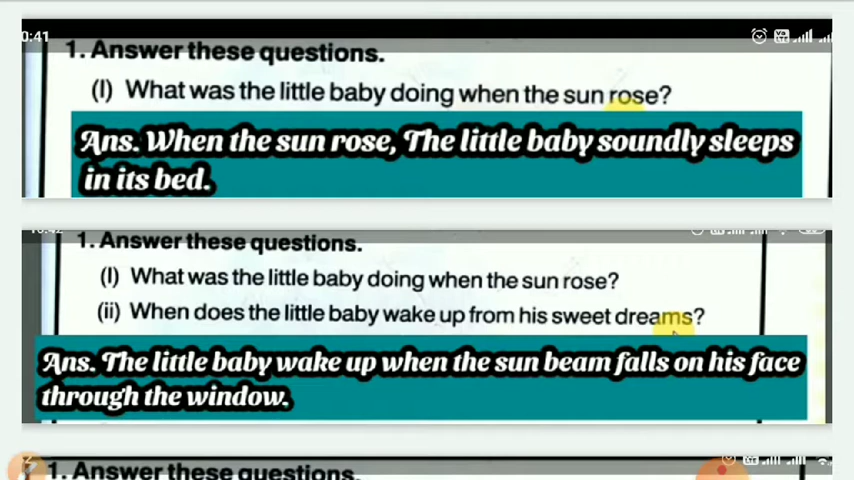 0:41
1. Answer these questions.
(I) What was the little baby doing when the sun rose?
Ans. When the sun rose, The little baby soundly sleeps
in its bed.
1. Answer these questions.
(I) What was the little baby doing when the sun rose?
(ii) When does the little baby wake up from his sweet dreams?
Ans. The little baby wake up when the sun beam falls on his face
through the window.
1. Answer these questions.